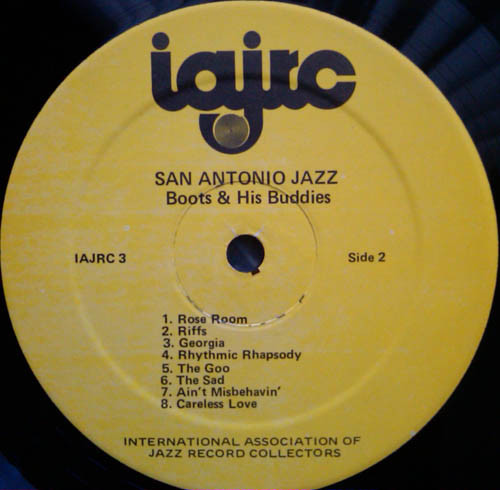 iajrc
SAN ANTONIO JAZZ
Boots & His Buddies
IAJRC 3
Side 2
1. Rose Room
2. Riffs
3. Georgia
4. Rhythmic Rhapsody
5. The Goo
6. The Sad
7. Ain't Misbehavin'
8. Careless Love
INTERNATIONAL ASSOCIATION OF
JAZZ RECORD COLLECTORS